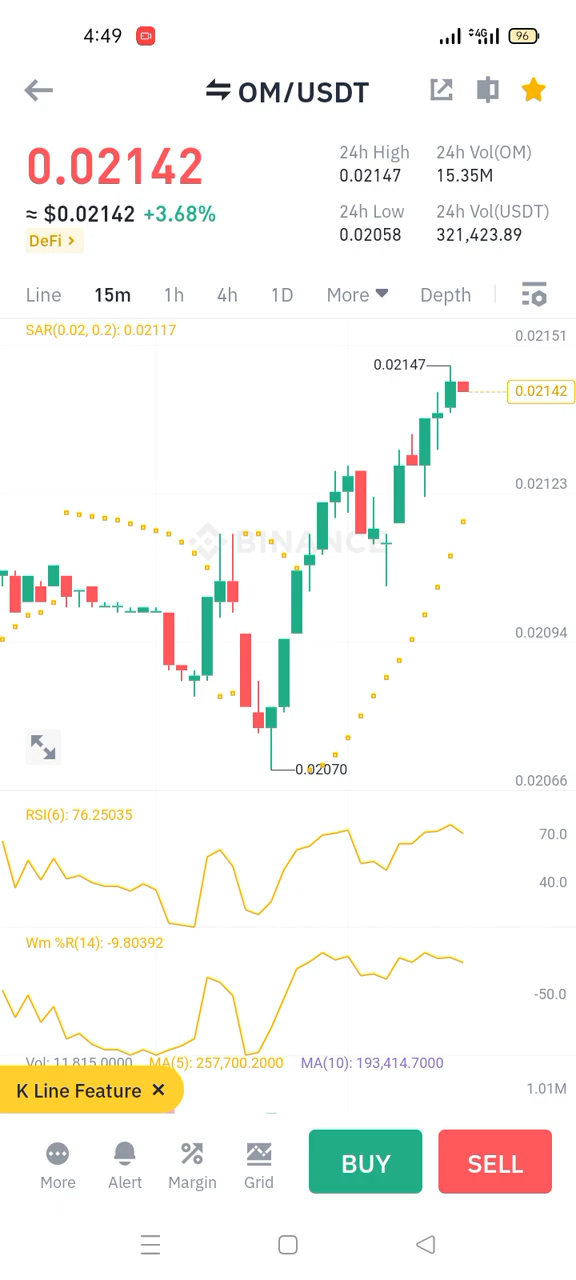 4:49
4G
96
OM/USDT
0.02142
≈ $0.02142 +3.68%
DeFi >
24h High
0.02147
24h Vol(OM)
15.35M
24h Low
0.02058
24h Vol(USDT)
321,423.89
Line 15m 1h 4h 1D More Depth
SAR(0.02, 0.2): 0.02117
0.02151
0.02147
0.02142
0.02123
BINANCE
0.02094
0.02070
0.02066
RSI(6): 76.25035
70.0
40.0
Wm %R(14): -9.80392
-50.0
Vol: 11,815.0000 MA(5): 257,700.2000 MA(10): 193,414.7000
1.01M
K Line Feature ×
More Alert Margin Grid
BUY SELL